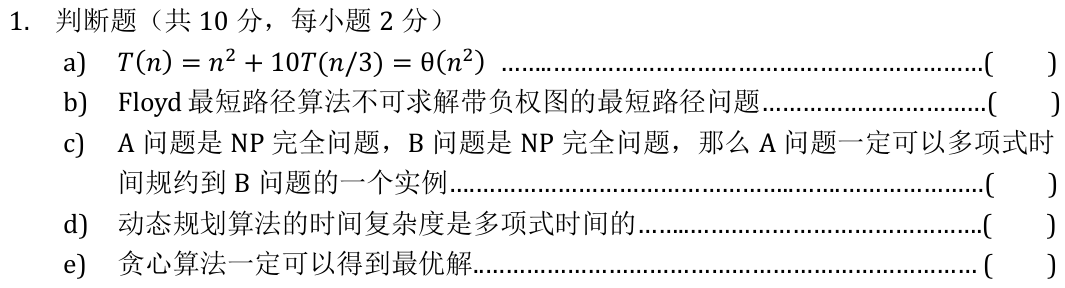 1. 判断题（共 10 分，每小题 2 分）
a) T(n) = n² + 10T(n/3) = θ(n²) ........................................................................( )
b) Floyd 最短路径算法不可求解带负权图的最短路径问题.................................( )
c) A 问题是 NP 完全问题，B 问题是 NP 完全问题，那么 A 问题一定可以多项式时
间规约到 B 问题的一个实例................................................................................( )
d) 动态规划算法的时间复杂度是多项式时间的....................................................( )
e) 贪心算法一定可以得到最优解............................................................................( )